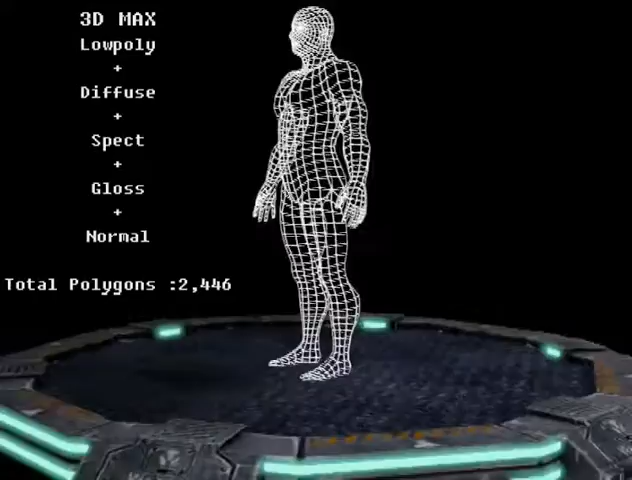 3D MAX
Lowpoly
+
Diffuse
+
Spect
+
Gloss
+
Normal
Total Polygons :2,446